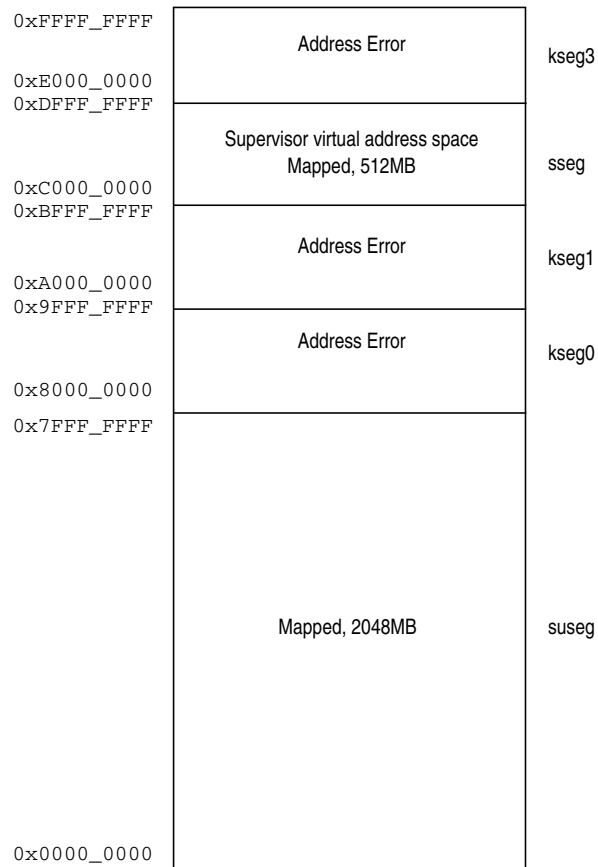 0xFFFF_FFFF
Address Error
kseg3
0xE000_0000
0xDFFF_FFFF
Supervisor virtual address space
Mapped, 512MB
sseg
0xC000_0000
0xBFFF_FFFF
Address Error
kseg1
0xA000_0000
0x9FFF_FFFF
Address Error
kseg0
0x8000_0000
0x7FFF_FFFF
Mapped, 2048MB
suseg
0x0000_0000